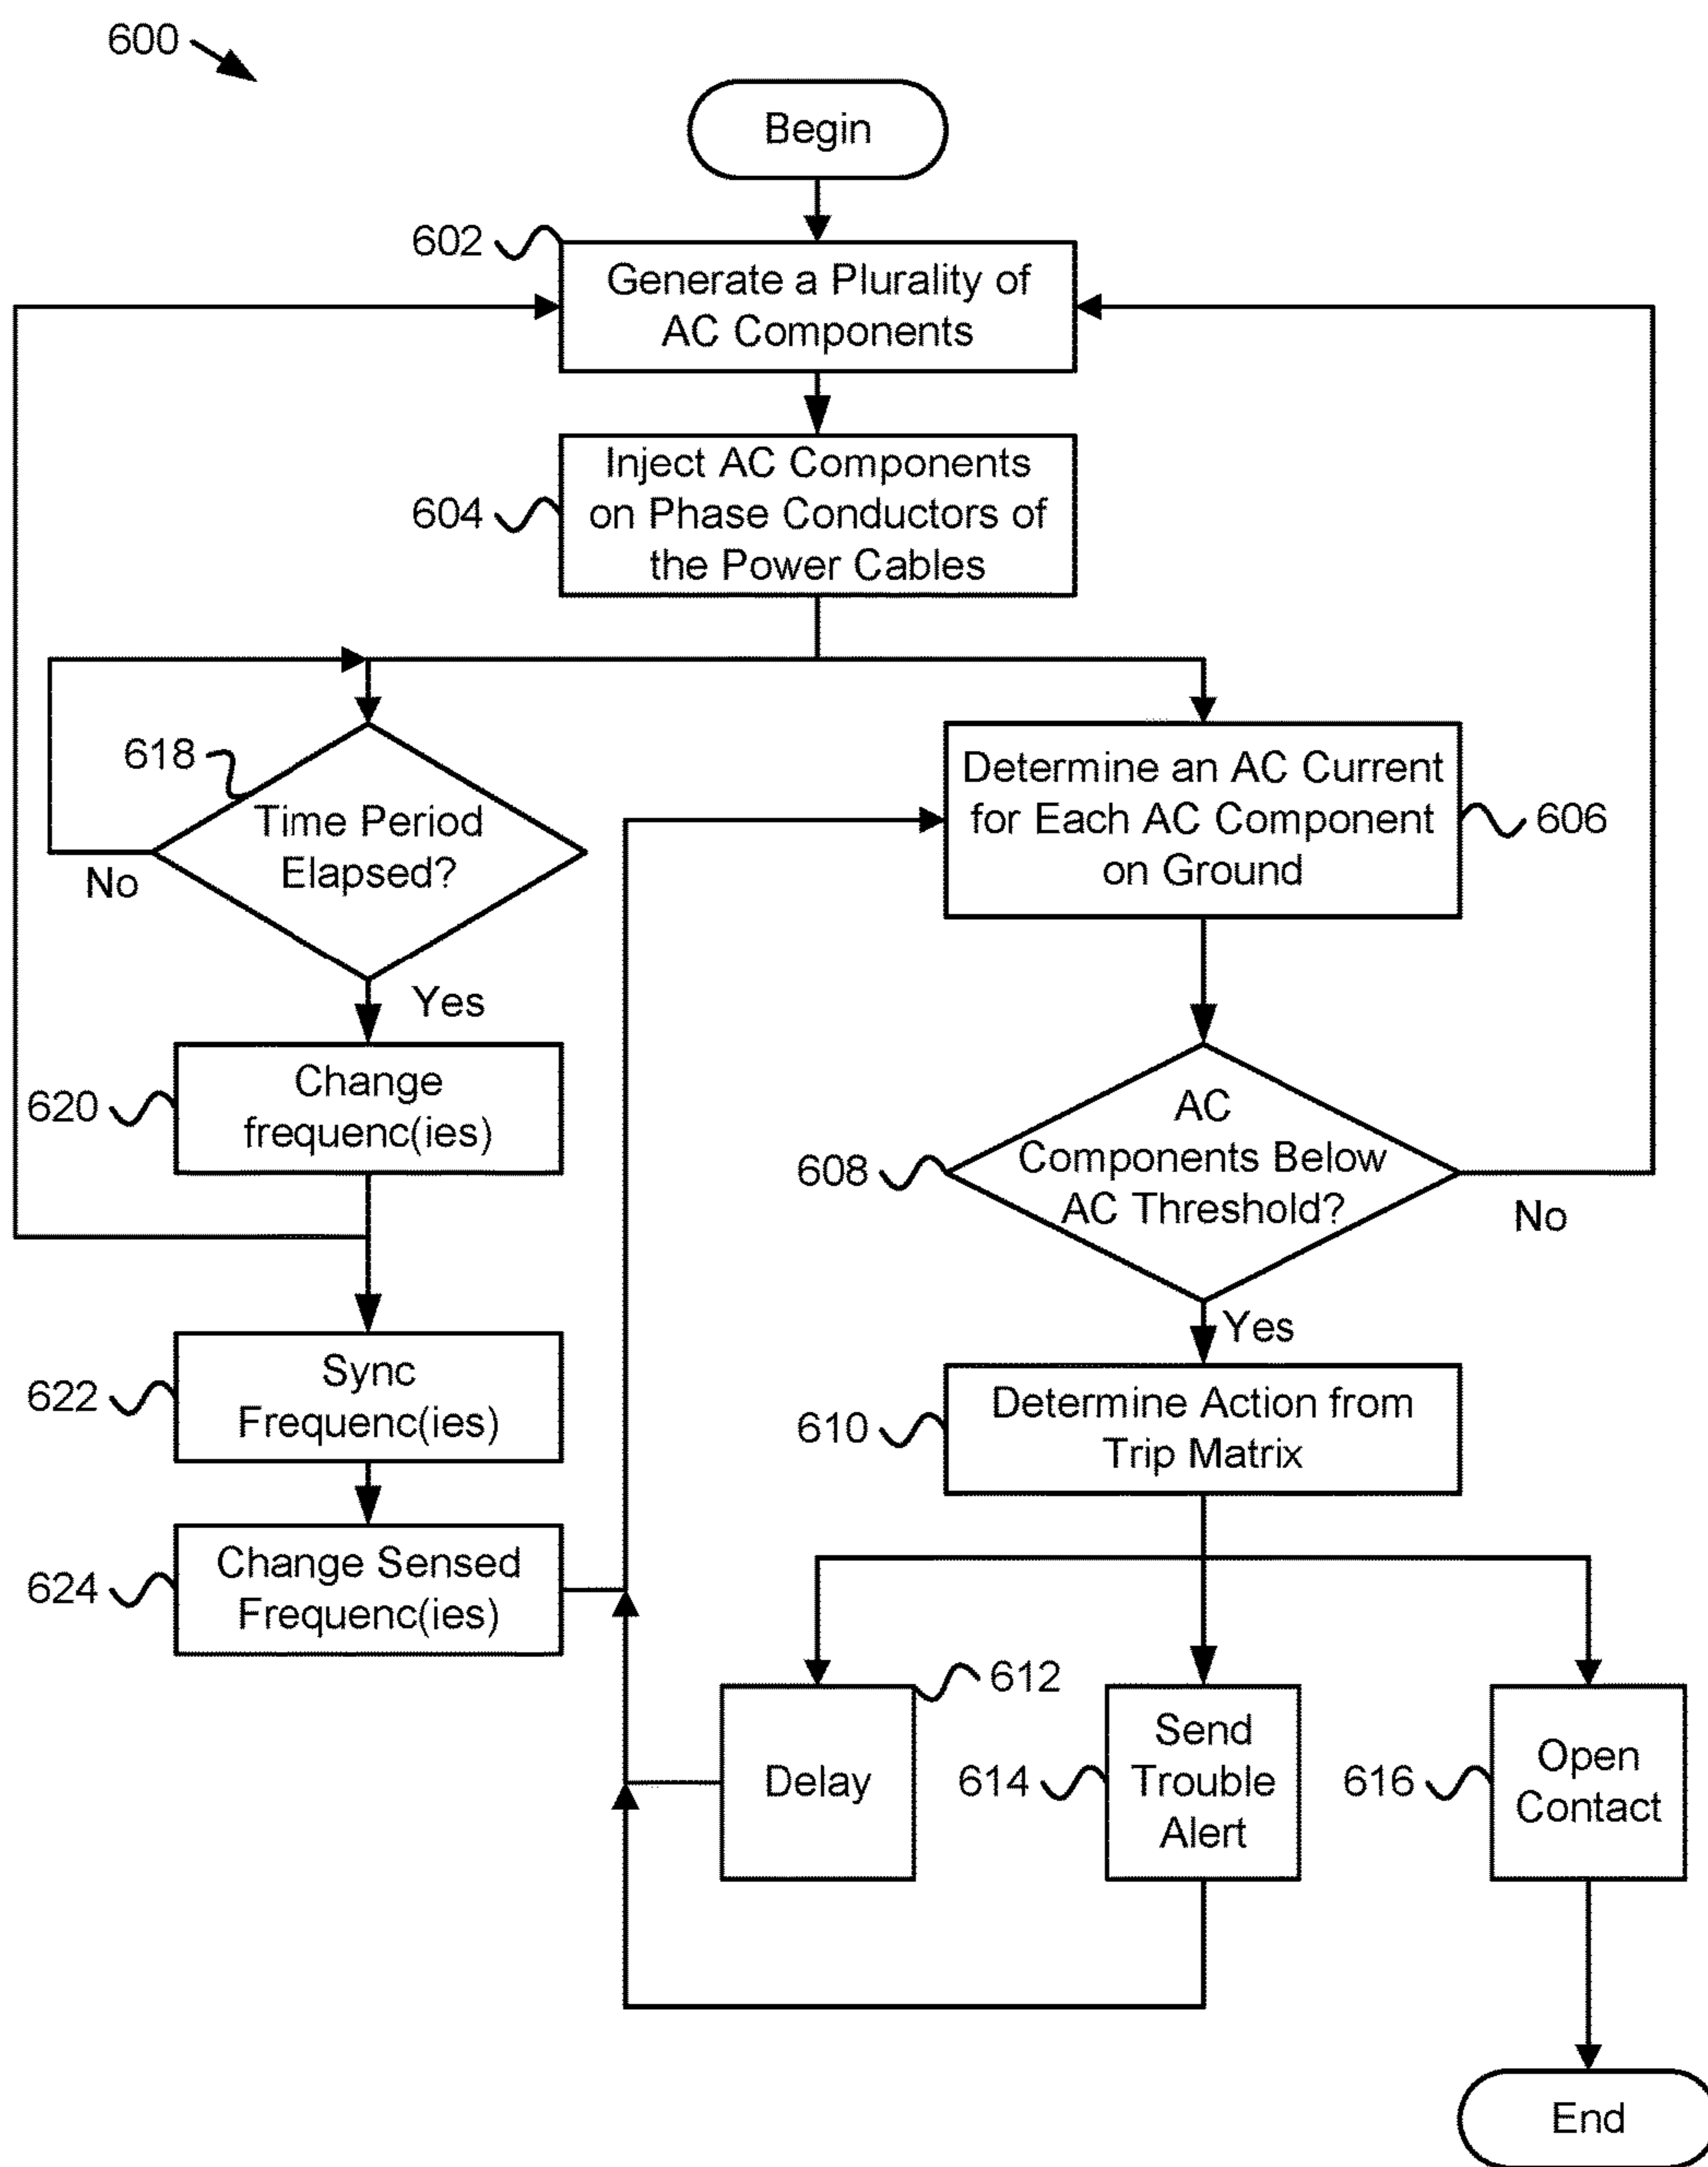 600
Begin
602
Generate a Plurality of
AC Components
604
Inject AC Components
on Phase Conductors of
the Power Cables
618
Time Period
Elapsed?
No
Yes
Determine an AC Current
for Each AC Component
on Ground
606
620
Change
frequenc(ies)
608
AC
Components Below
AC Threshold?
No
Yes
622
Sync
Frequenc(ies)
610
Determine Action from
Trip Matrix
624
Change Sensed
Frequenc(ies)
612
Delay
614
Send
Trouble
Alert
616
Open
Contact
End